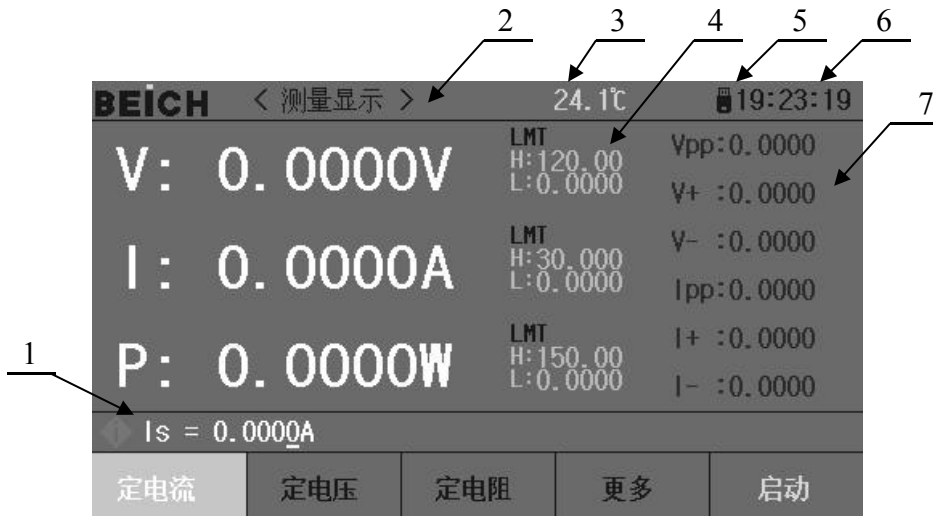 2 3 4 5 6
BEICH < 测量显示 > 24.1℃ 19:23:19
7
V: 0.0000V
LMT
H:120.00
L:0.0000
Vpp:0.0000
V+ :0.0000
I: 0.0000A
LMT
H:30.000
L:0.0000
V- :0.0000
Ipp:0.0000
P: 0.0000W
LMT
H:150.00
L:0.0000
I+ :0.0000
I- :0.0000
1
Is = 0.0000A
定电流 定电压 定电阻 更多 启动